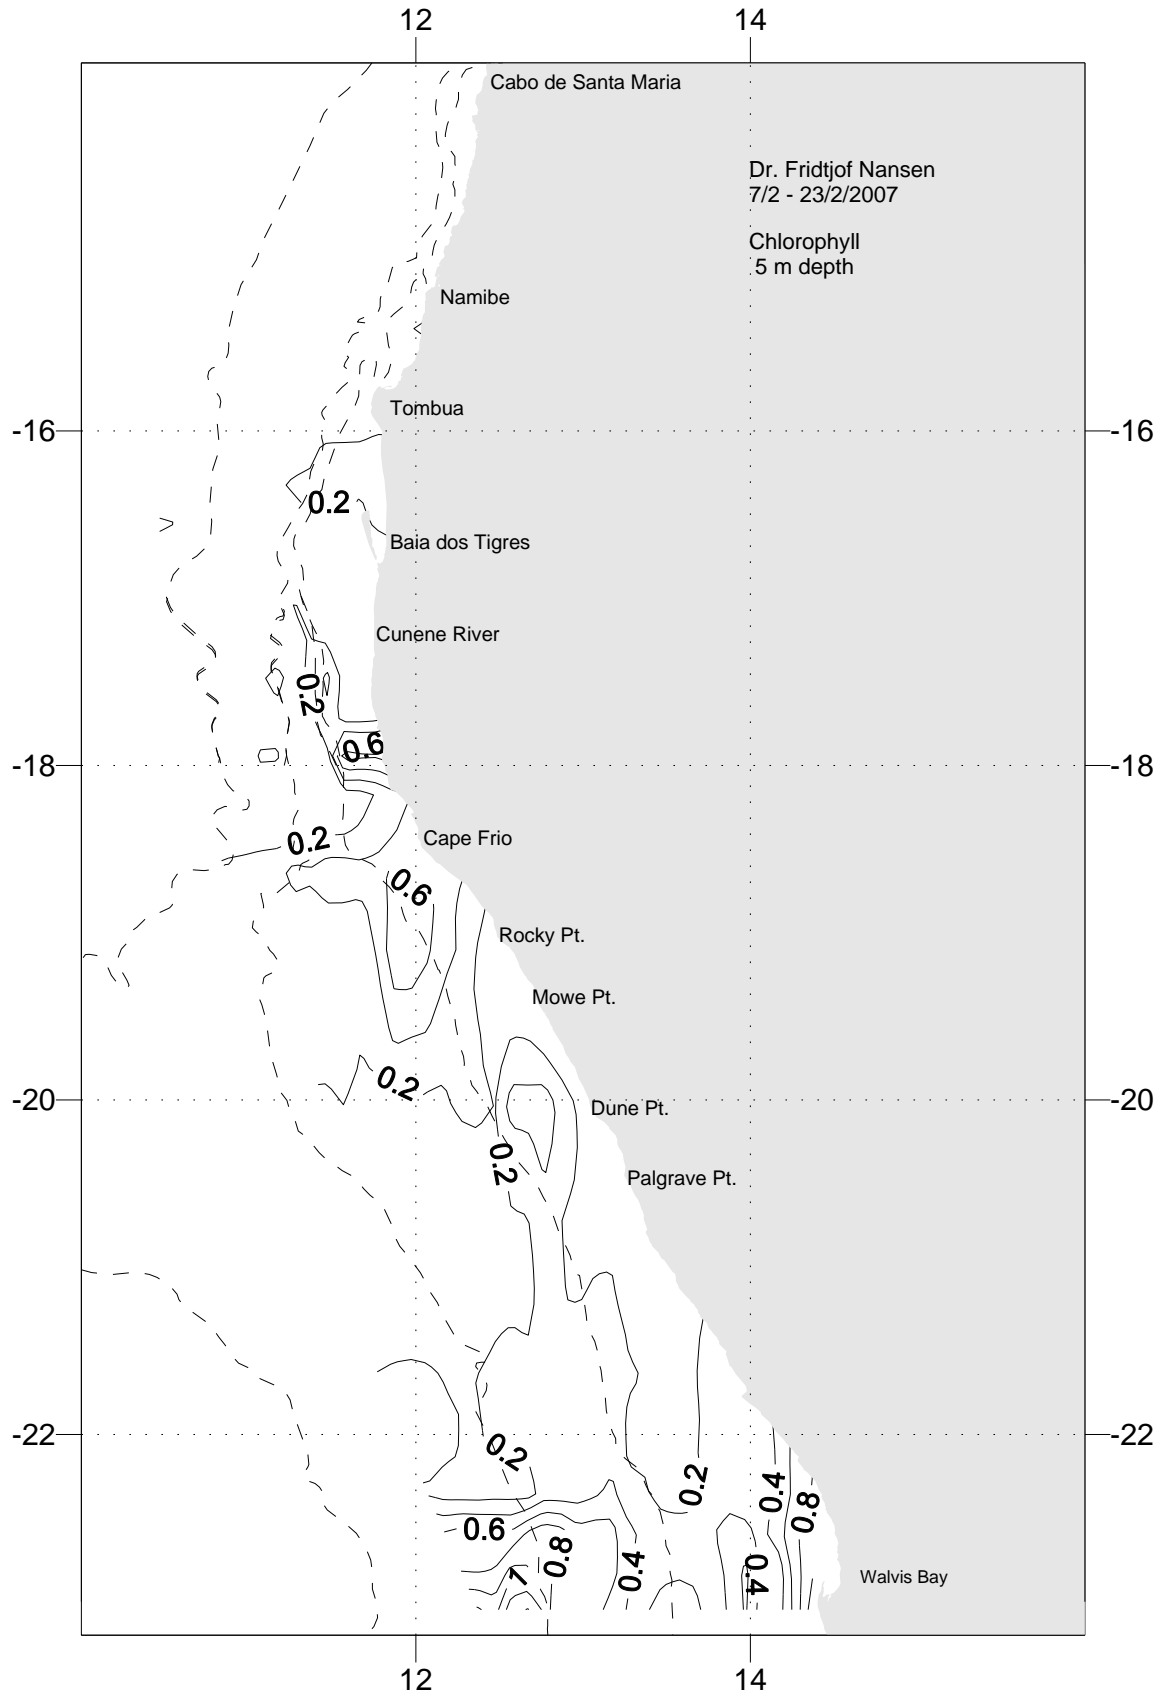 12 14
Cabo de Santa Maria
Dr. Fridtjof Nansen
7/2 - 23/2/2007
Chlorophyll
5 m depth
Namibe
Tombua
-16 -16
0.2
Baia dos Tigres
Cunene River
0.2
0.6
-18 -18
0.2
Cape Frio
0.6
Rocky Pt.
Mowe Pt.
0.2
-20 -20
Dune Pt.
0.2
Palgrave Pt.
-22 -22
0.2
0.2
0.4
0.8
0.6
0.8
0.4
1
0.4
Walvis Bay
12 14